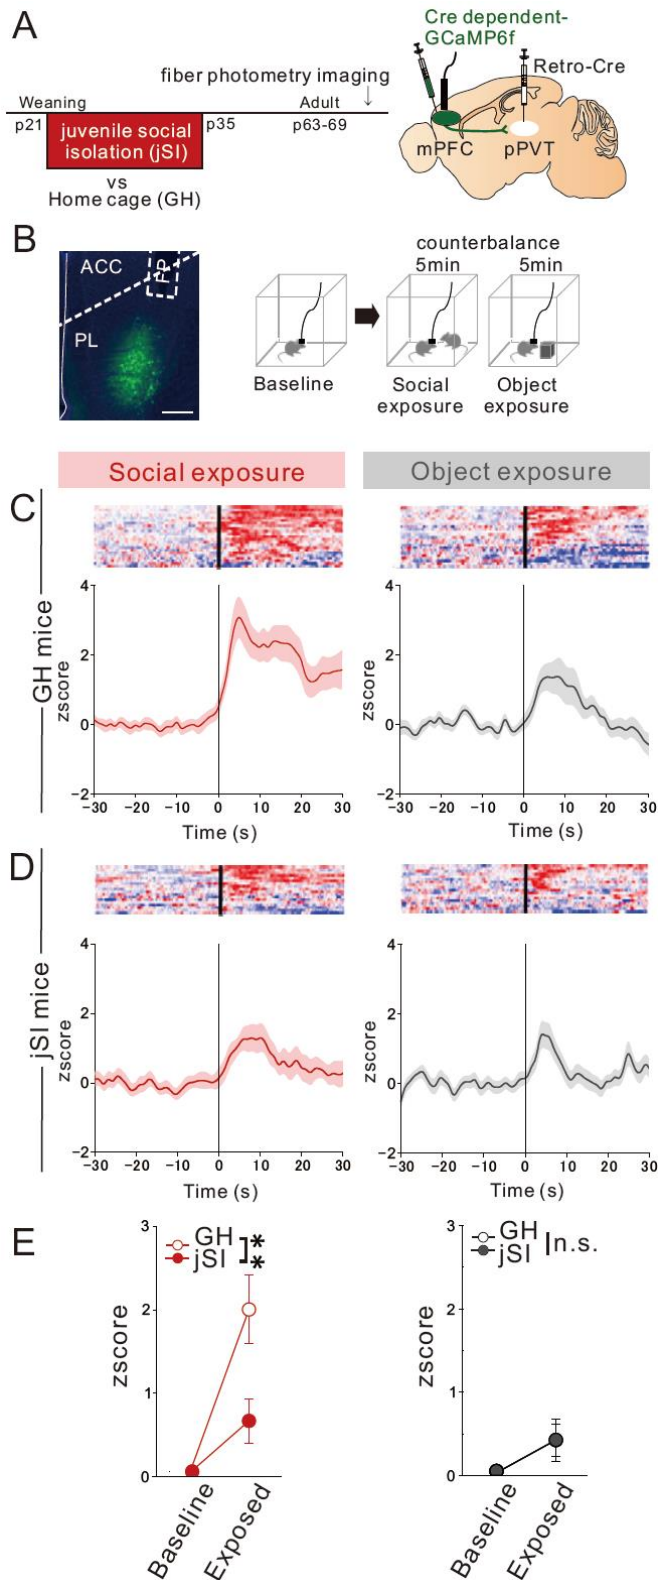 A
Cre dependent-
GCaMP6f
fiber photometry imaging
Retro-Cre
Weaning
Adult
p21
juvenile social
isolation (jSI)
p35
p63-69
vs
Home cage (GH)
mPFC
pPVT
B
ACC
FP
PL
counterbalance
5min
5min
Baseline
Social
exposure
Object
exposure
Social exposure
Object exposure
C
GH mice
4
2
0
−2
zscore
−30
−20
−10
0
10
20
30
Time (s)
4
2
0
−2
zscore
−30
−20
−10
0
10
20
30
Time (s)
D
jSI mice
4
2
0
−2
zscore
−30
−20
−10
0
10
20
30
Time (s)
4
2
0
−2
zscore
−30
−20
−10
0
10
20
30
Time (s)
E
3
2
1
0
zscore
GH
jSI
**
Baseline
Exposed
3
2
1
0
zscore
GH
jSI
n.s.
Baseline
Exposed